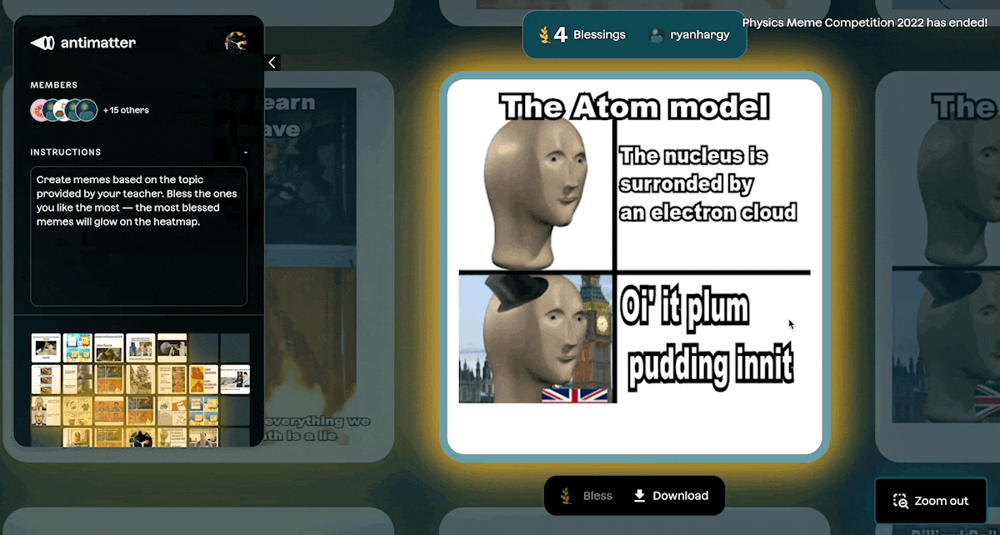 antimatter
MEMBERS
+ 15 others
INSTRUCTIONS
-
Create memes based on the topic
provided by your teacher. Bless the ones
you like the most — the most blessed
memes will glow on the heatmap.
earn
ave
everything we
th is a lie
4 Blessings
ryanhargy
Physics Meme Competition 2022 has ended!
The Atom model
The nucleus is
surronded by
an electron cloud
Oi' it plum
pudding innit
Bless
Download
The
Zoom out